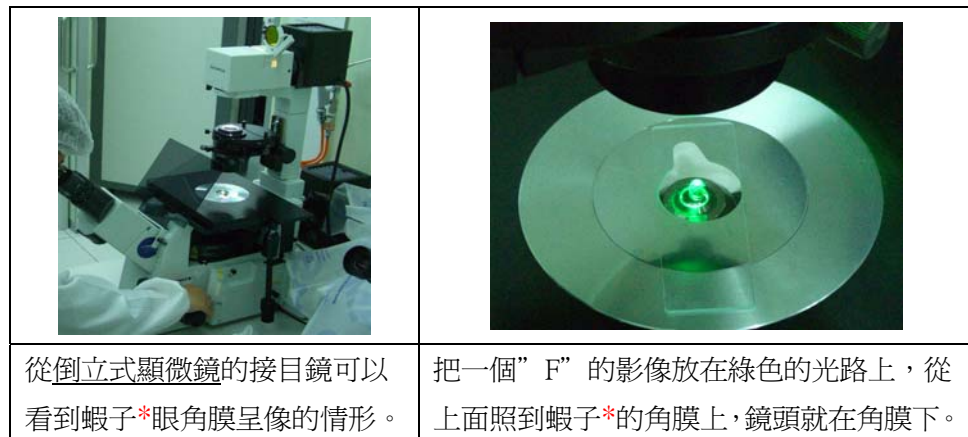 從倒立式顯微鏡的接目鏡可以
看到蝦子*眼角膜呈像的情形。
把一個”F”的影像放在綠色的光路上，從
上面照到蝦子*的角膜上，鏡頭就在角膜下。